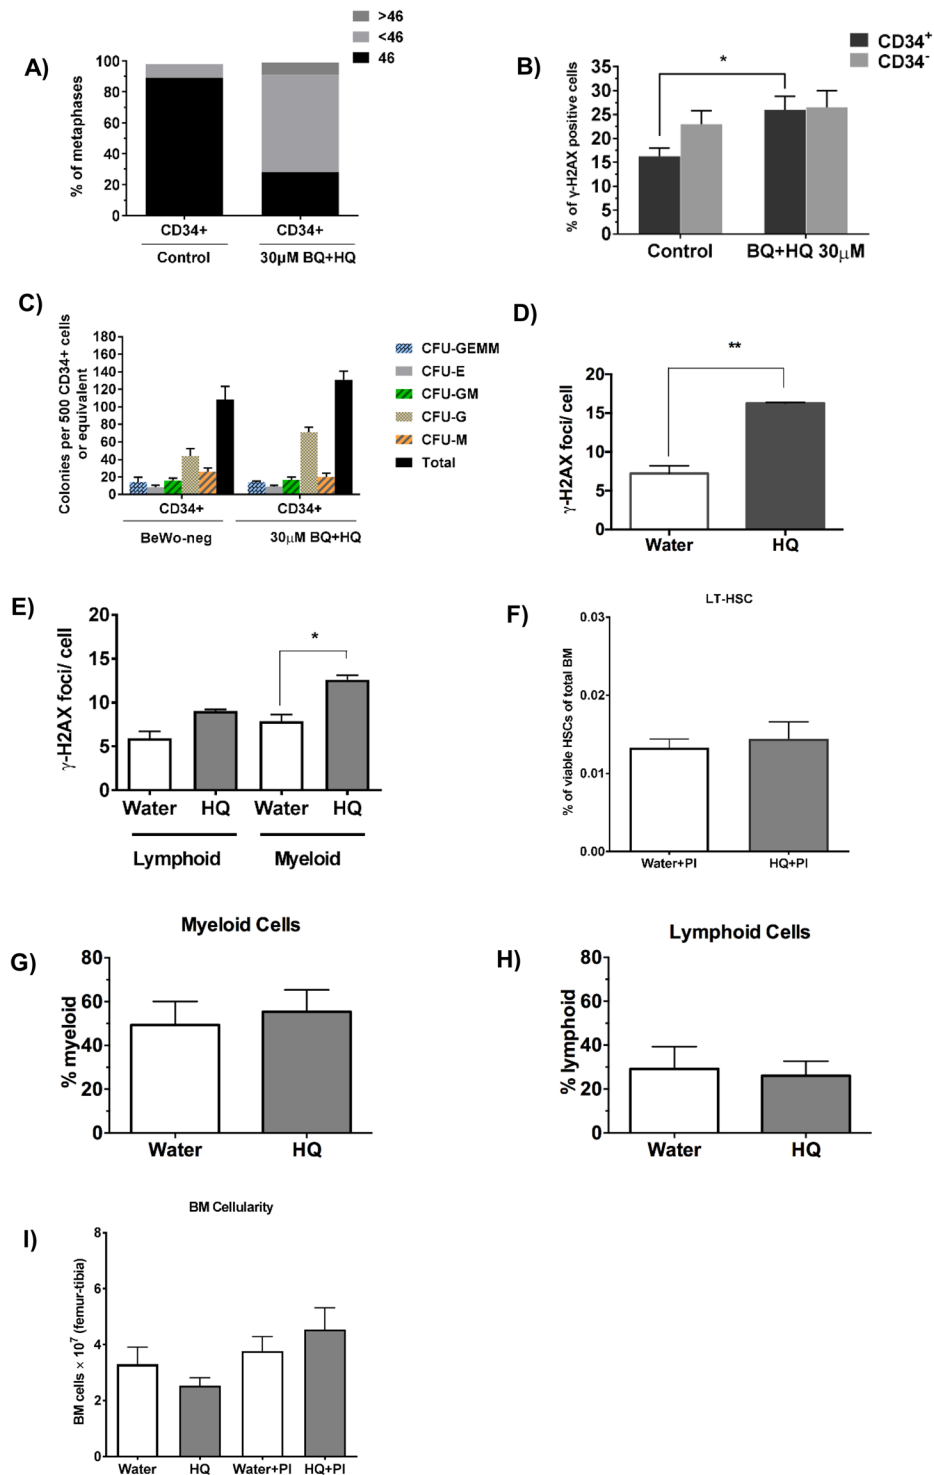 A)
>46
<46
46
% of metaphases
100
80
60
40
20
0
CD34+
CD34+
Control
30µM BQ+HQ
B)
CD34+
CD34-
*
% of γ-H2AX positive cells
35
30
25
20
15
10
5
0
Control
BQ+HQ 30µM
C)
Colonies per 500 CD34+ cells
or equivalent
180
160
140
120
100
80
60
40
20
0
CFU-GEMM
CFU-E
CFU-GM
CFU-G
CFU-M
Total
CD34+
CD34+
BeWo-neg
30µM BQ+HQ
D)
**
γ-H2AX foci/ cell
20
15
10
5
0
Water
HQ
E)
*
γ-H2AX foci/ cell
20
15
10
5
0
Water
HQ
Water
HQ
Lymphoid
Myeloid
F)
LT-HSC
% of viable HSCs of total BM
0.03
0.02
0.01
0.00
Water+PI
HQ+PI
G)
Myeloid Cells
% myeloid
80
60
40
20
0
Water
HQ
H)
Lymphoid Cells
% lymphoid
80
60
40
20
0
Water
HQ
I)
BM Cellularity
BM cells × 10⁷ (femur-tibia)
8
6
4
2
0
Water
HQ
Water+PI
HQ+PI